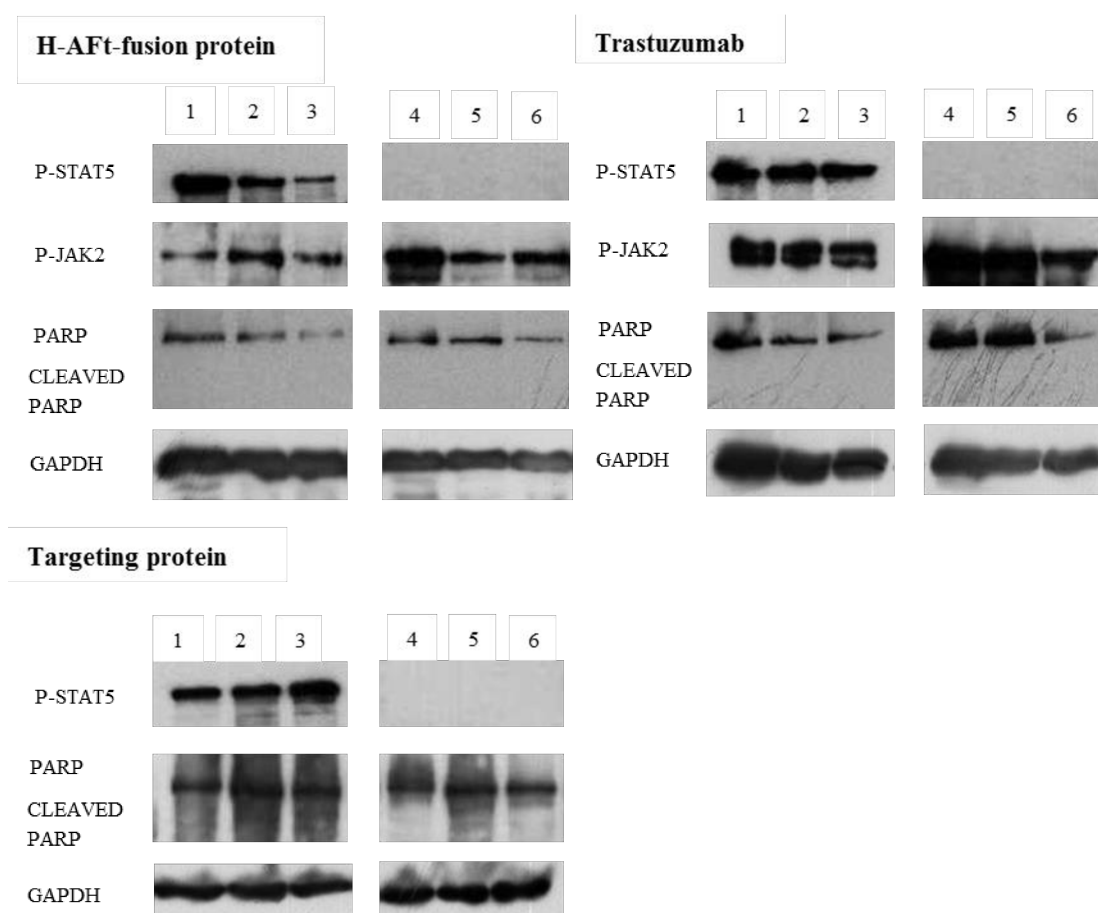 H-AFt-fusion protein
1 2 3 4 5 6
P-STAT5
P-JAK2
PARP
CLEAVED
PARP
GAPDH
Trastuzumab
1 2 3 4 5 6
P-STAT5
P-JAK2
PARP
CLEAVED
PARP
GAPDH
Targeting protein
1 2 3 4 5 6
P-STAT5
PARP
CLEAVED
PARP
GAPDH